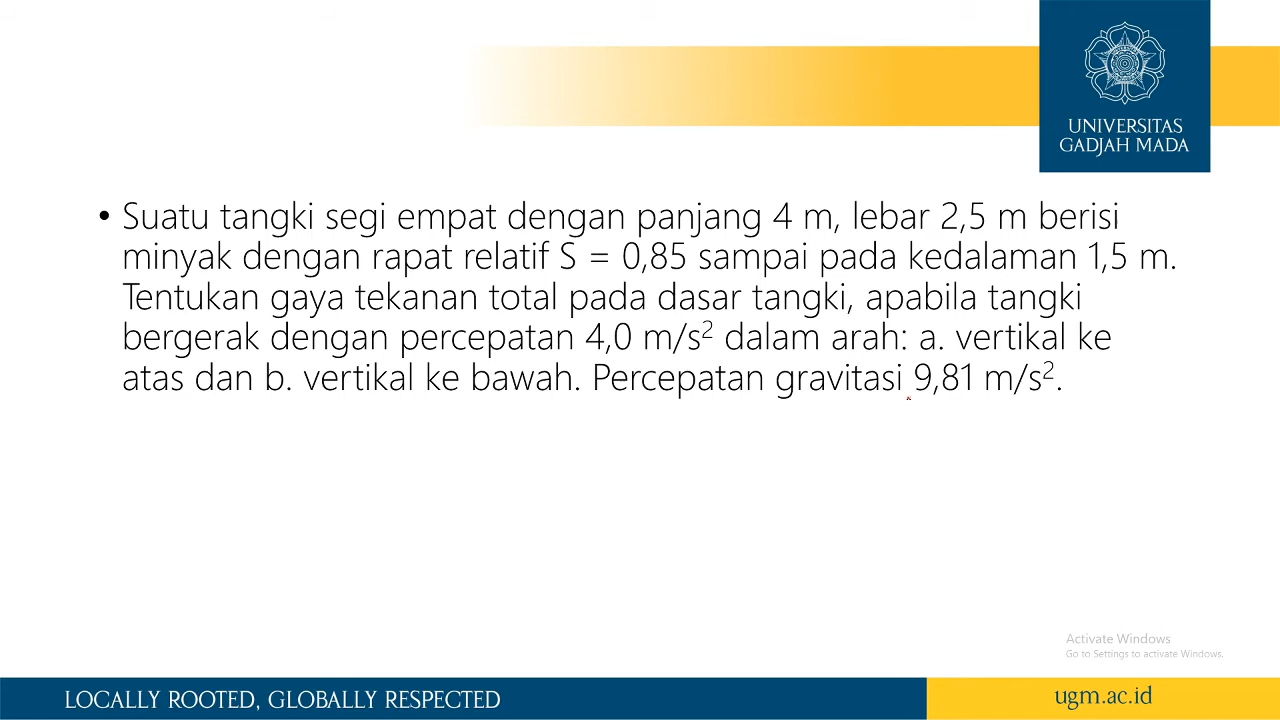 UNIVERSITAS
GADJAH MADA
• Suatu tangki segi empat dengan panjang 4 m, lebar 2,5 m berisi
minyak dengan rapat relatif S = 0,85 sampai pada kedalaman 1,5 m.
Tentukan gaya tekanan total pada dasar tangki, apabila tangki
bergerak dengan percepatan 4,0 m/s² dalam arah: a. vertikal ke
atas dan b. vertikal ke bawah. Percepatan gravitasi 9,81 m/s².
Activate Windows
Go to Settings to activate Windows.
LOCALLY ROOTED, GLOBALLY RESPECTED
ugm.ac.id